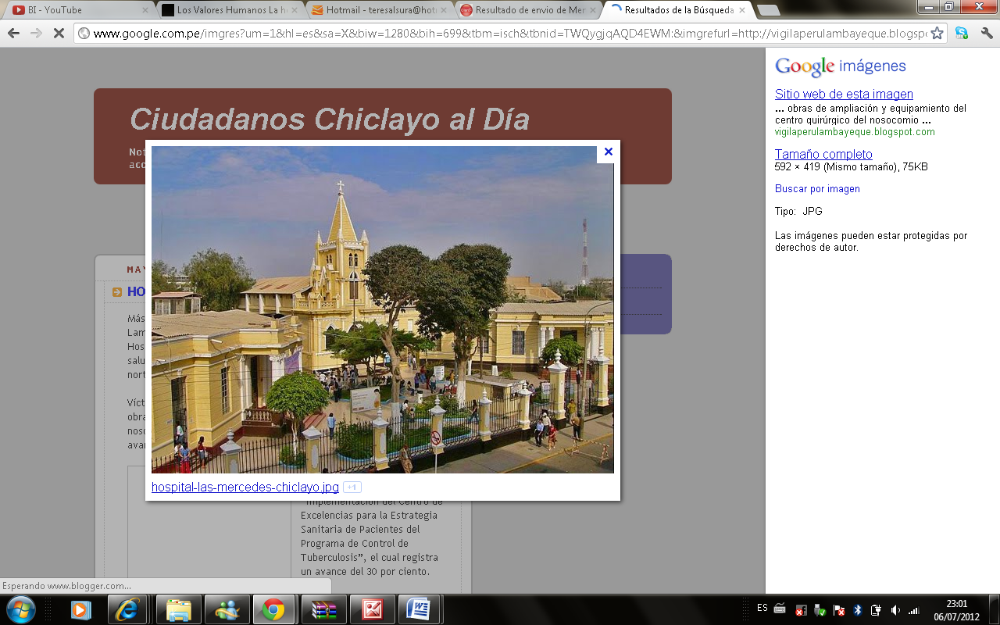 BI - YouTube
Los Valores Humanos La h
Hotmail - teresalsura@hot
Resultado de envio de Mer
Resultados de la Búsqueda
www.google.com.pe/imgres?um=1&hl=es&sa=X&biw=1280&bih=699&tbm=isch&tbnid=TWQygjqAQD4EWM:&imgrefurl=http://vigilaperulambayeque.blogspo
Ciudadanos Chiclayo al Día
Not
aco
MAY
HO
Más
Lam
Hos
salu
nort
Víct
obra
noso
avan
hospital-las-mercedes-chiclayo.jpg +1
"Implementación del Centro de
Excelencias para la Estrategia
Sanitaria de Pacientes del
Programa de Control de
Tuberculosis”, el cual registra
un avance del 30 por ciento.
Google imágenes
Sitio web de esta imagen
... obras de ampliación y equipamiento del
centro quirúrgico del nosocomio ...
vigilaperulambayeque.blogspot.com
Tamaño completo
592 × 419 (Mismo tamaño), 75KB
Buscar por imagen
Tipo: JPG
Las imágenes pueden estar protegidas por
derechos de autor.
Esperando www.blogger.com...
ES
23:01
06/07/2012